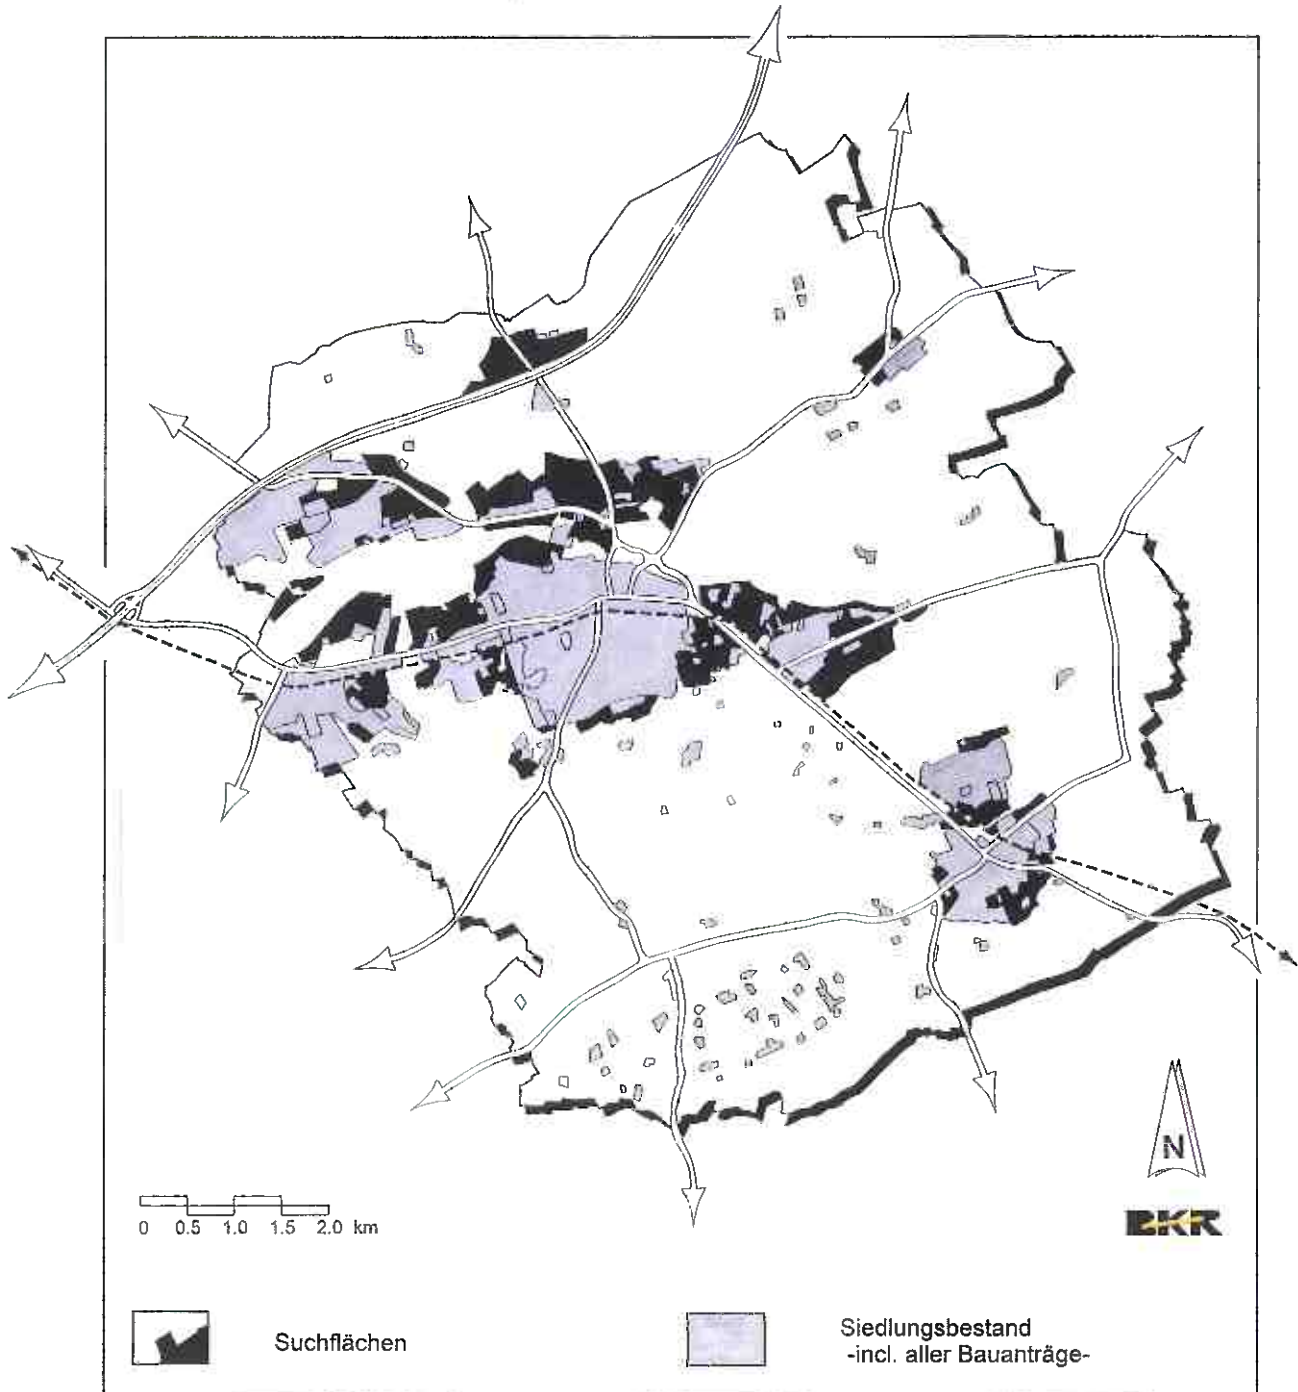 N
0 0.5 1.0 1.5 2.0 km
BKR
Suchflächen
Siedlungsbestand
-incl. aller Bauanträge-